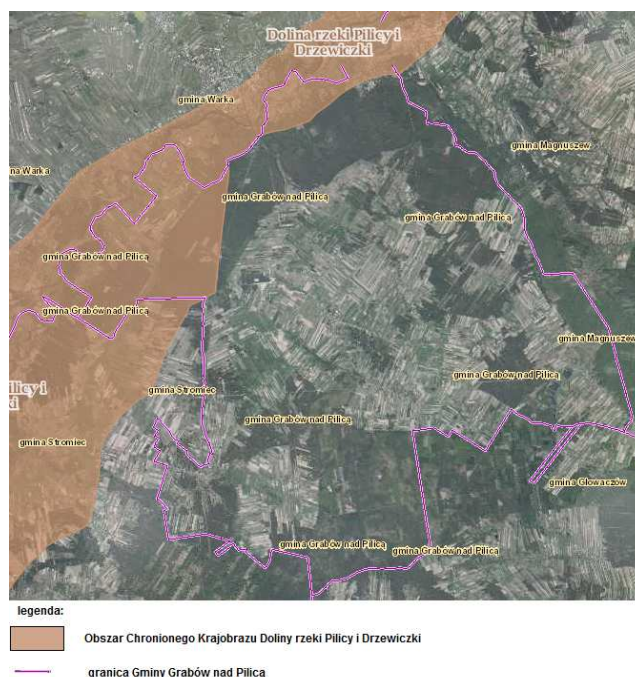 Dolina rzeki Pilicy i
Drzewiczki
gmina Warka
gmina Magnuszew
na Warka
gmina Grabów nad Pilicą
gmina Grabów nad Pilicą
gmina Grabów nad Pilicą
gmina Grabów nad Pilicą
gmina Magnuszew
gmina Grabów nad Pilicą
ilicy i
ki
gmina Stromiec
gmina Grabów nad Pilicą
gmina Stromiec
gmina Głowaczów
gmina Grabów nad Pilicą
gmina Grabów nad Pilicą
legenda:
Obszar Chronionego Krajobrazu Doliny rzeki Pilicy i Drzewiczki
granica Gminy Grabów nad Pilicą